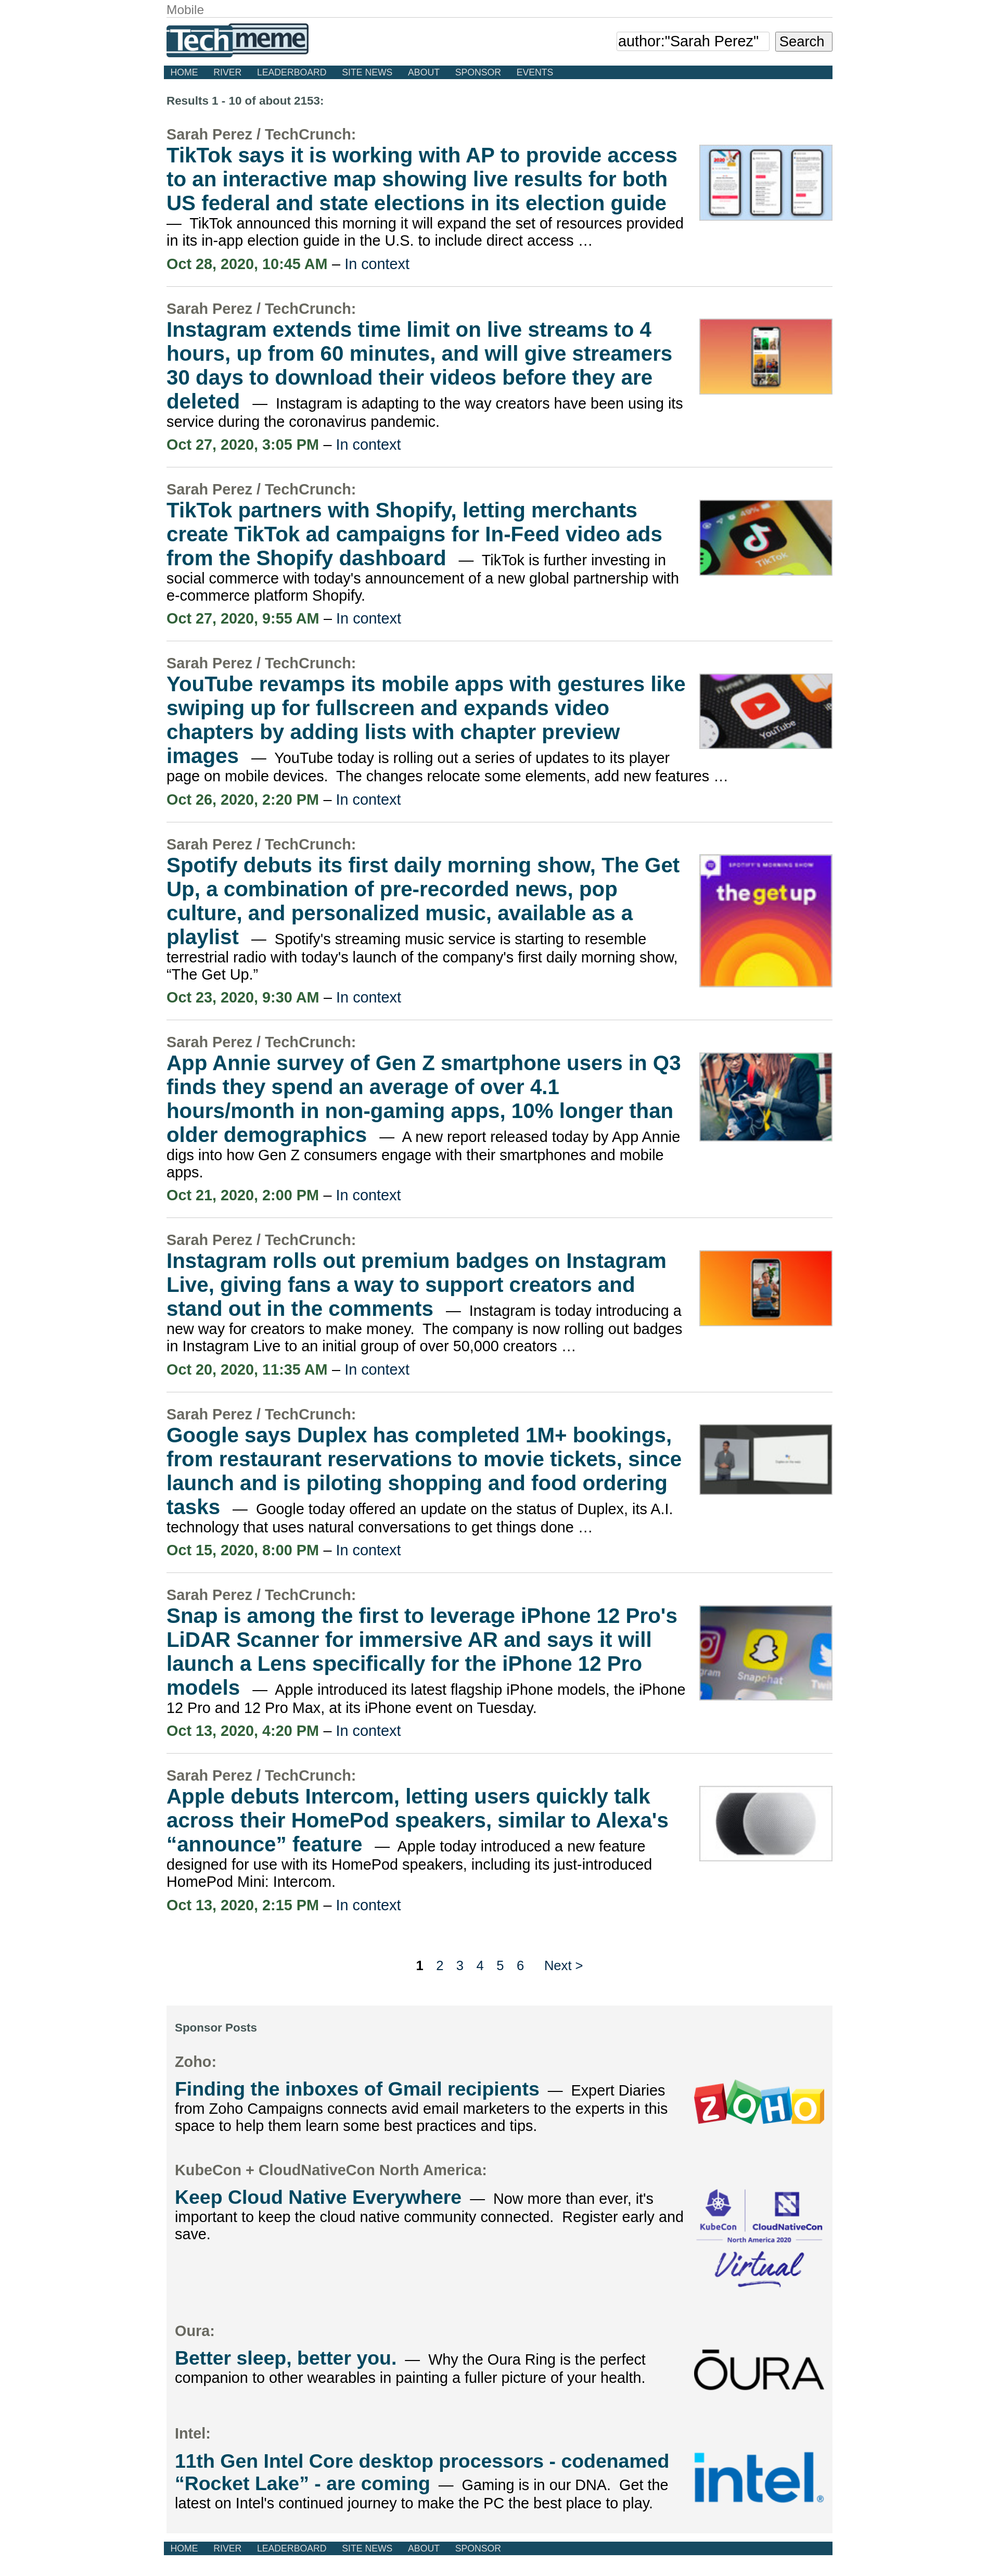 Mobile
Techmeme
author:"Sarah Perez"
Search
HOME RIVER LEADERBOARD SITE NEWS ABOUT SPONSOR EVENTS
Results 1 - 10 of about 2153:
Sarah Perez / TechCrunch:
TikTok says it is working with AP to provide access
to an interactive map showing live results for both
US federal and state elections in its election guide
— TikTok announced this morning it will expand the set of resources provided
in its in-app election guide in the U.S. to include direct access …
Oct 28, 2020, 10:45 AM – In context
Sarah Perez / TechCrunch:
Instagram extends time limit on live streams to 4
hours, up from 60 minutes, and will give streamers
30 days to download their videos before they are
deleted — Instagram is adapting to the way creators have been using its
service during the coronavirus pandemic.
Oct 27, 2020, 3:05 PM – In context
Sarah Perez / TechCrunch:
TikTok partners with Shopify, letting merchants
create TikTok ad campaigns for In-Feed video ads
from the Shopify dashboard — TikTok is further investing in
social commerce with today's announcement of a new global partnership with
e-commerce platform Shopify.
TikTok
Oct 27, 2020, 9:55 AM – In context
Sarah Perez / TechCrunch:
YouTube revamps its mobile apps with gestures like
swiping up for fullscreen and expands video
chapters by adding lists with chapter preview
images — YouTube today is rolling out a series of updates to its player
page on mobile devices. The changes relocate some elements, add new features …
YouTube
Oct 26, 2020, 2:20 PM – In context
Sarah Perez / TechCrunch:
Spotify debuts its first daily morning show, The Get
Up, a combination of pre-recorded news, pop
culture, and personalized music, available as a
playlist — Spotify's streaming music service is starting to resemble
terrestrial radio with today's launch of the company's first daily morning show,
“The Get Up.”
SPOTIFY'S MORNING SHOW
the get up
Oct 23, 2020, 9:30 AM – In context
Sarah Perez / TechCrunch:
App Annie survey of Gen Z smartphone users in Q3
finds they spend an average of over 4.1
hours/month in non-gaming apps, 10% longer than
older demographics — A new report released today by App Annie
digs into how Gen Z consumers engage with their smartphones and mobile
apps.
Oct 21, 2020, 2:00 PM – In context
Sarah Perez / TechCrunch:
Instagram rolls out premium badges on Instagram
Live, giving fans a way to support creators and
stand out in the comments — Instagram is today introducing a
new way for creators to make money. The company is now rolling out badges
in Instagram Live to an initial group of over 50,000 creators …
Oct 20, 2020, 11:35 AM – In context
Sarah Perez / TechCrunch:
Google says Duplex has completed 1M+ bookings,
from restaurant reservations to movie tickets, since
launch and is piloting shopping and food ordering
tasks — Google today offered an update on the status of Duplex, its A.I.
technology that uses natural conversations to get things done …
Oct 15, 2020, 8:00 PM – In context
Sarah Perez / TechCrunch:
Snap is among the first to leverage iPhone 12 Pro's
LiDAR Scanner for immersive AR and says it will
launch a Lens specifically for the iPhone 12 Pro
models — Apple introduced its latest flagship iPhone models, the iPhone
12 Pro and 12 Pro Max, at its iPhone event on Tuesday.
Snapchat
Oct 13, 2020, 4:20 PM – In context
Sarah Perez / TechCrunch:
Apple debuts Intercom, letting users quickly talk
across their HomePod speakers, similar to Alexa's
“announce” feature — Apple today introduced a new feature
designed for use with its HomePod speakers, including its just-introduced
HomePod Mini: Intercom.
Oct 13, 2020, 2:15 PM – In context
1 2 3 4 5 6 Next >
Sponsor Posts
Zoho:
Finding the inboxes of Gmail recipients — Expert Diaries
from Zoho Campaigns connects avid email marketers to the experts in this
space to help them learn some best practices and tips.
ZOHO
KubeCon + CloudNativeCon North America:
Keep Cloud Native Everywhere — Now more than ever, it's
important to keep the cloud native community connected. Register early and
save.
KubeCon CloudNativeCon
North America 2020
Virtual
Oura:
Better sleep, better you. — Why the Oura Ring is the perfect
companion to other wearables in painting a fuller picture of your health.
ŌURA
Intel:
11th Gen Intel Core desktop processors - codenamed
“Rocket Lake” - are coming — Gaming is in our DNA. Get the
latest on Intel's continued journey to make the PC the best place to play.
intel®
HOME RIVER LEADERBOARD SITE NEWS ABOUT SPONSOR